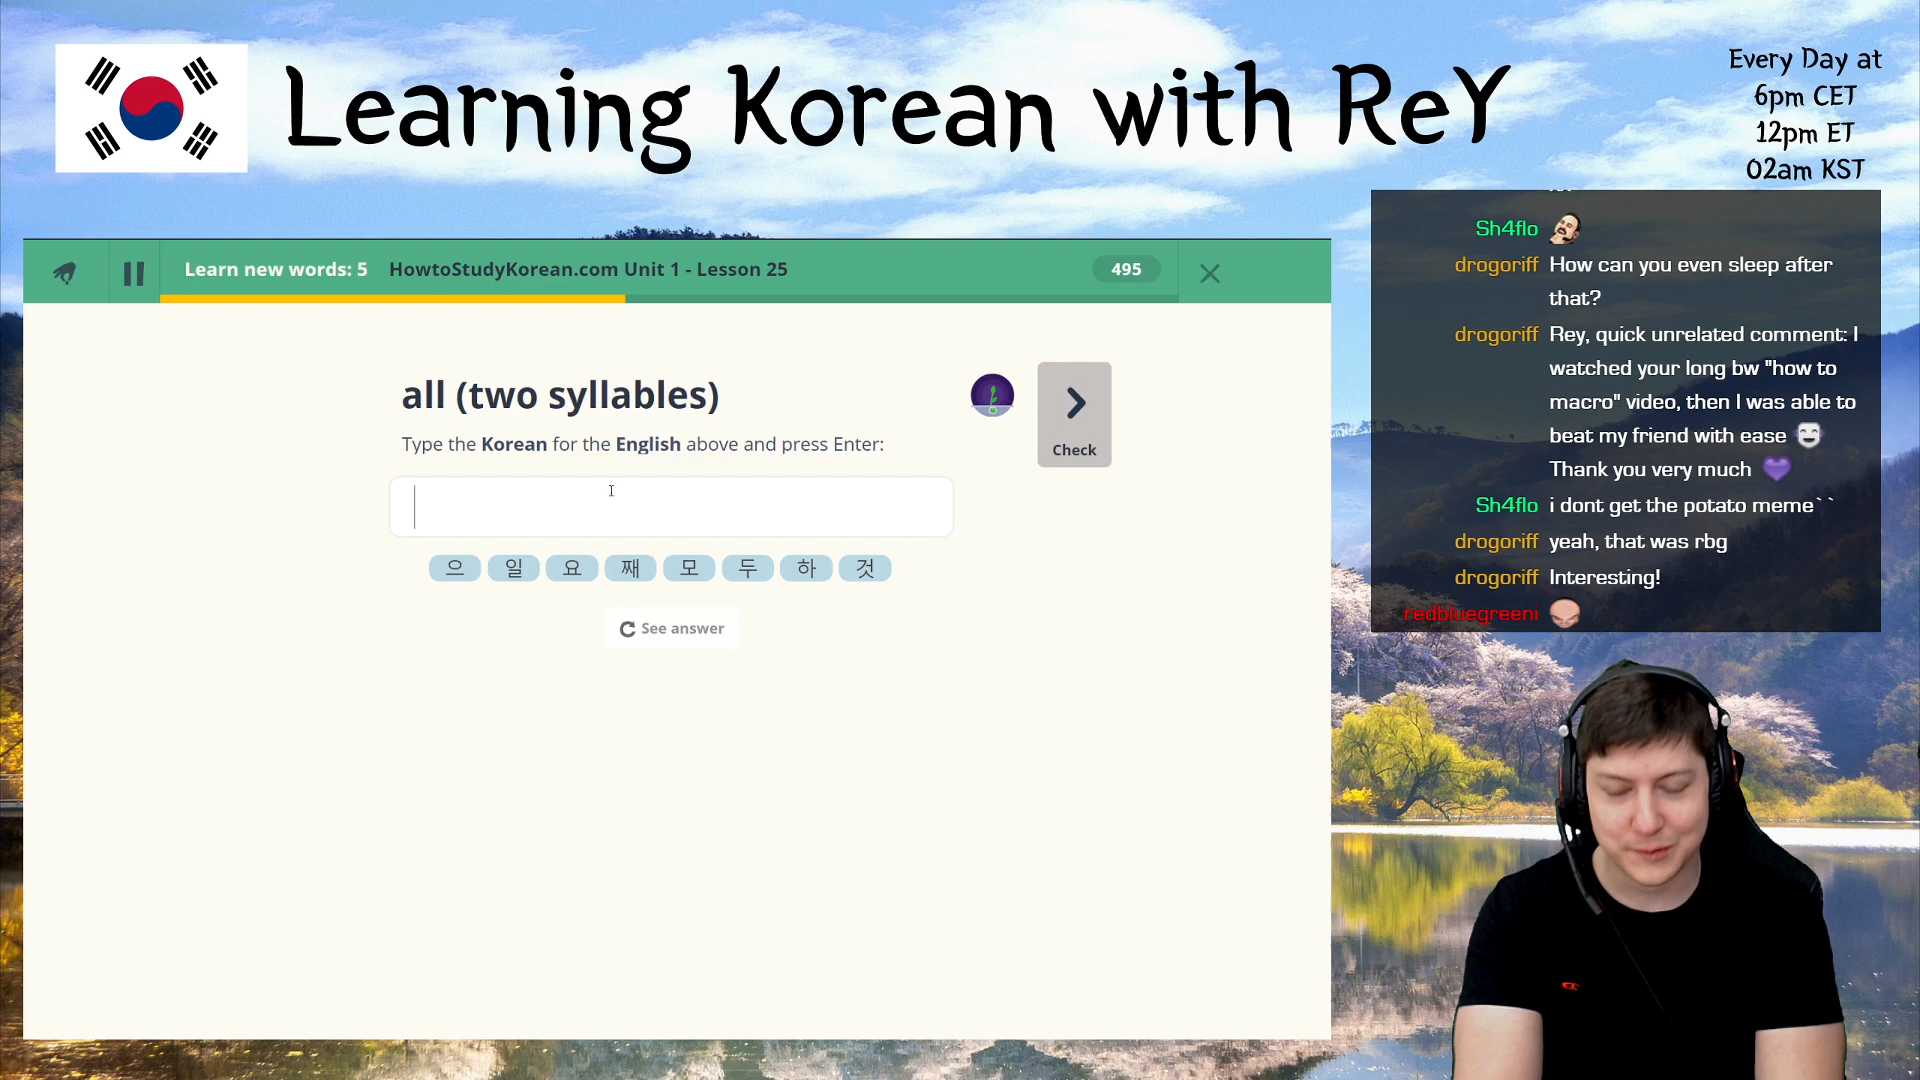 Learning Korean with ReY
Every Day at
6pm CET
12pm ET
02am KST
Learn new words: 5 HowtoStudyKorean.com Unit 1 - Lesson 25 495
all (two syllables)
Type the Korean for the English above and press Enter:
Check
으 일 요 째 모 두 하 것
See answer
Sh4flo
drogoriff How can you even sleep after
that?
drogoriff Rey, quick unrelated comment: I
watched your long bw "how to
macro" video, then I was able to
beat my friend with ease
Thank you very much
Sh4flo i dont get the potato meme``
drogoriff yeah, that was rbg
drogoriff Interesting!
redbluegreeni